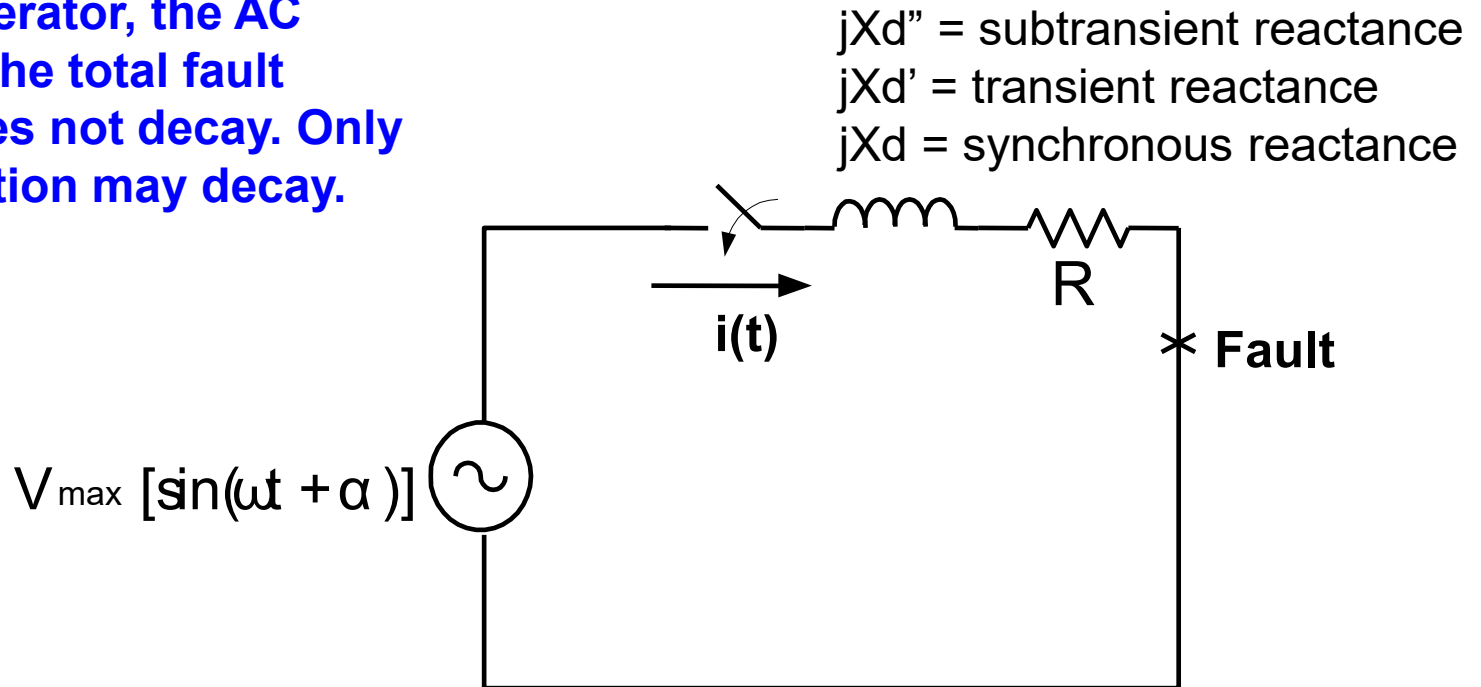 erator, the AC
he total fault
es not decay. Only
tion may decay.
jXd” = subtransient reactance
jXd’ = transient reactance
jXd = synchronous reactance
R
i(t)
Fault
Vmax [sin(ωt + α )]